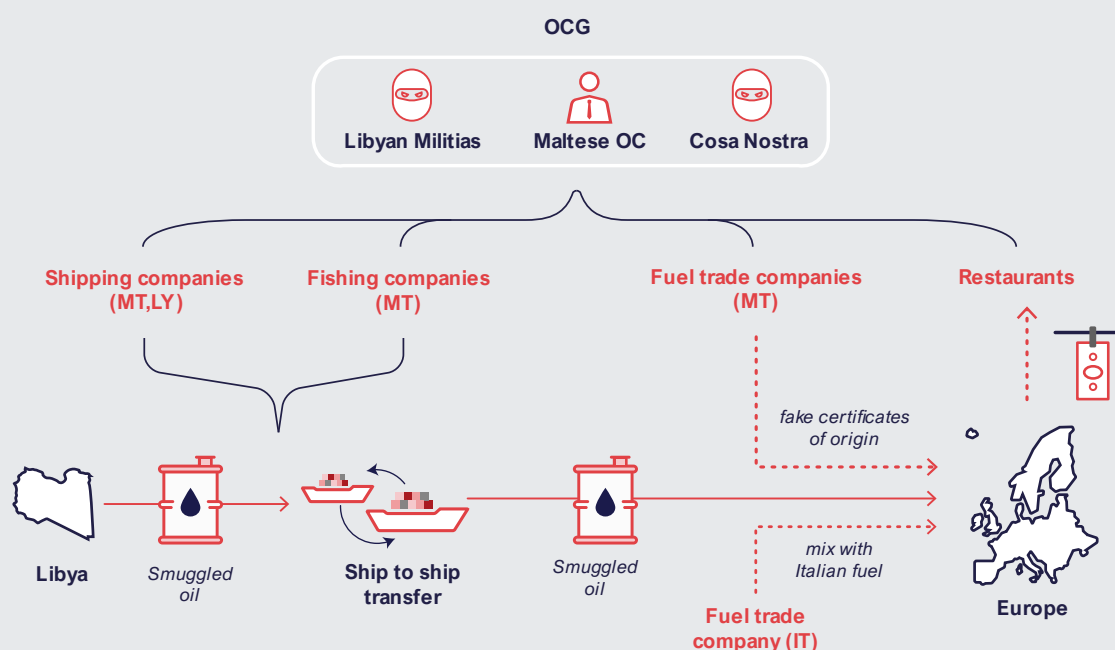 OCG
Libyan Militias
Maltese OC
Cosa Nostra
Shipping companies
(MT,LY)
Fishing companies
(MT)
Fuel trade companies
(MT)
Restaurants
fake certificates
of origin
Libya
Smuggled
oil
Ship to ship
transfer
Smuggled
oil
mix with
Italian fuel
Europe
Fuel trade
company (IT)